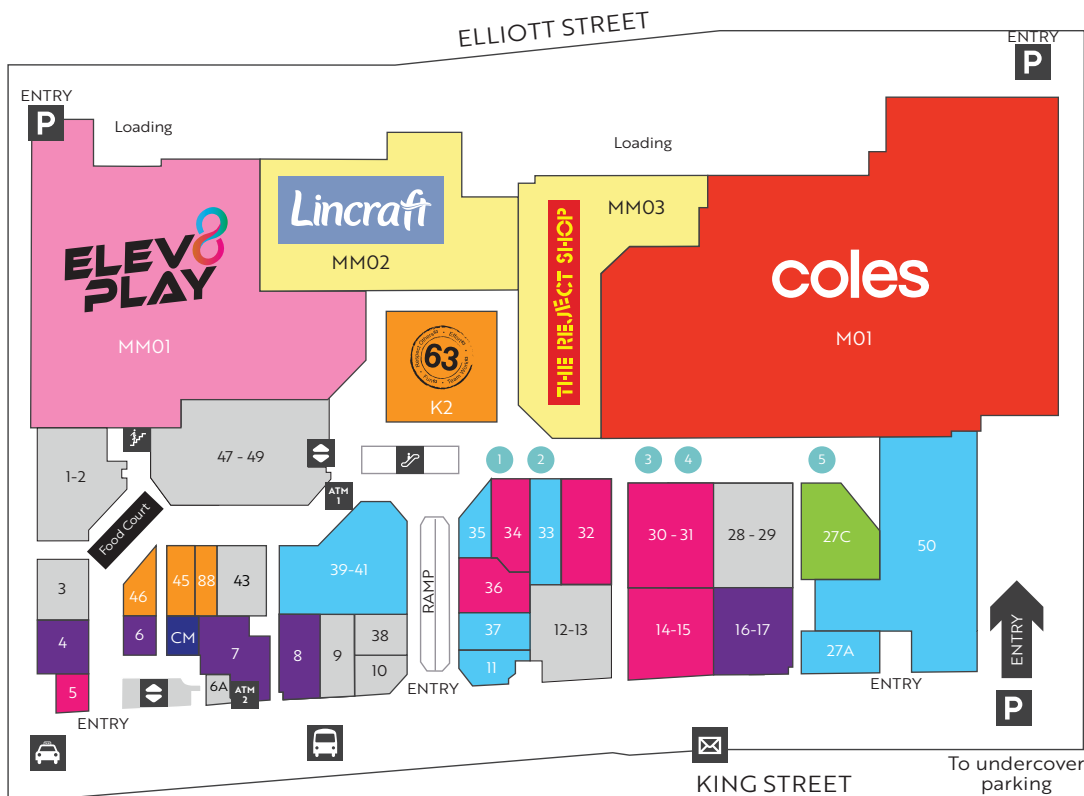 ELLIOTT STREET
ENTRY
P
ENTRY
P
Loading
Loading
ELEV8
PLAY
MM01
Lincraft
MM02
MM03
THE REJECT SHOP
coles
M01
63
K2
1-2
47 - 49
ATM
1
Food Court
1
2
3
4
5
3
46
45
88
43
39-41
RAMP
35
34
33
32
30 - 31
28 - 29
27C
50
4
6
CM
7
8
9
38
10
36
37
11
12-13
14-15
16-17
27A
5
6A
ATM
2
ENTRY
ENTRY
ENTRY
ENTRY
P
KING STREET
To undercover
parking